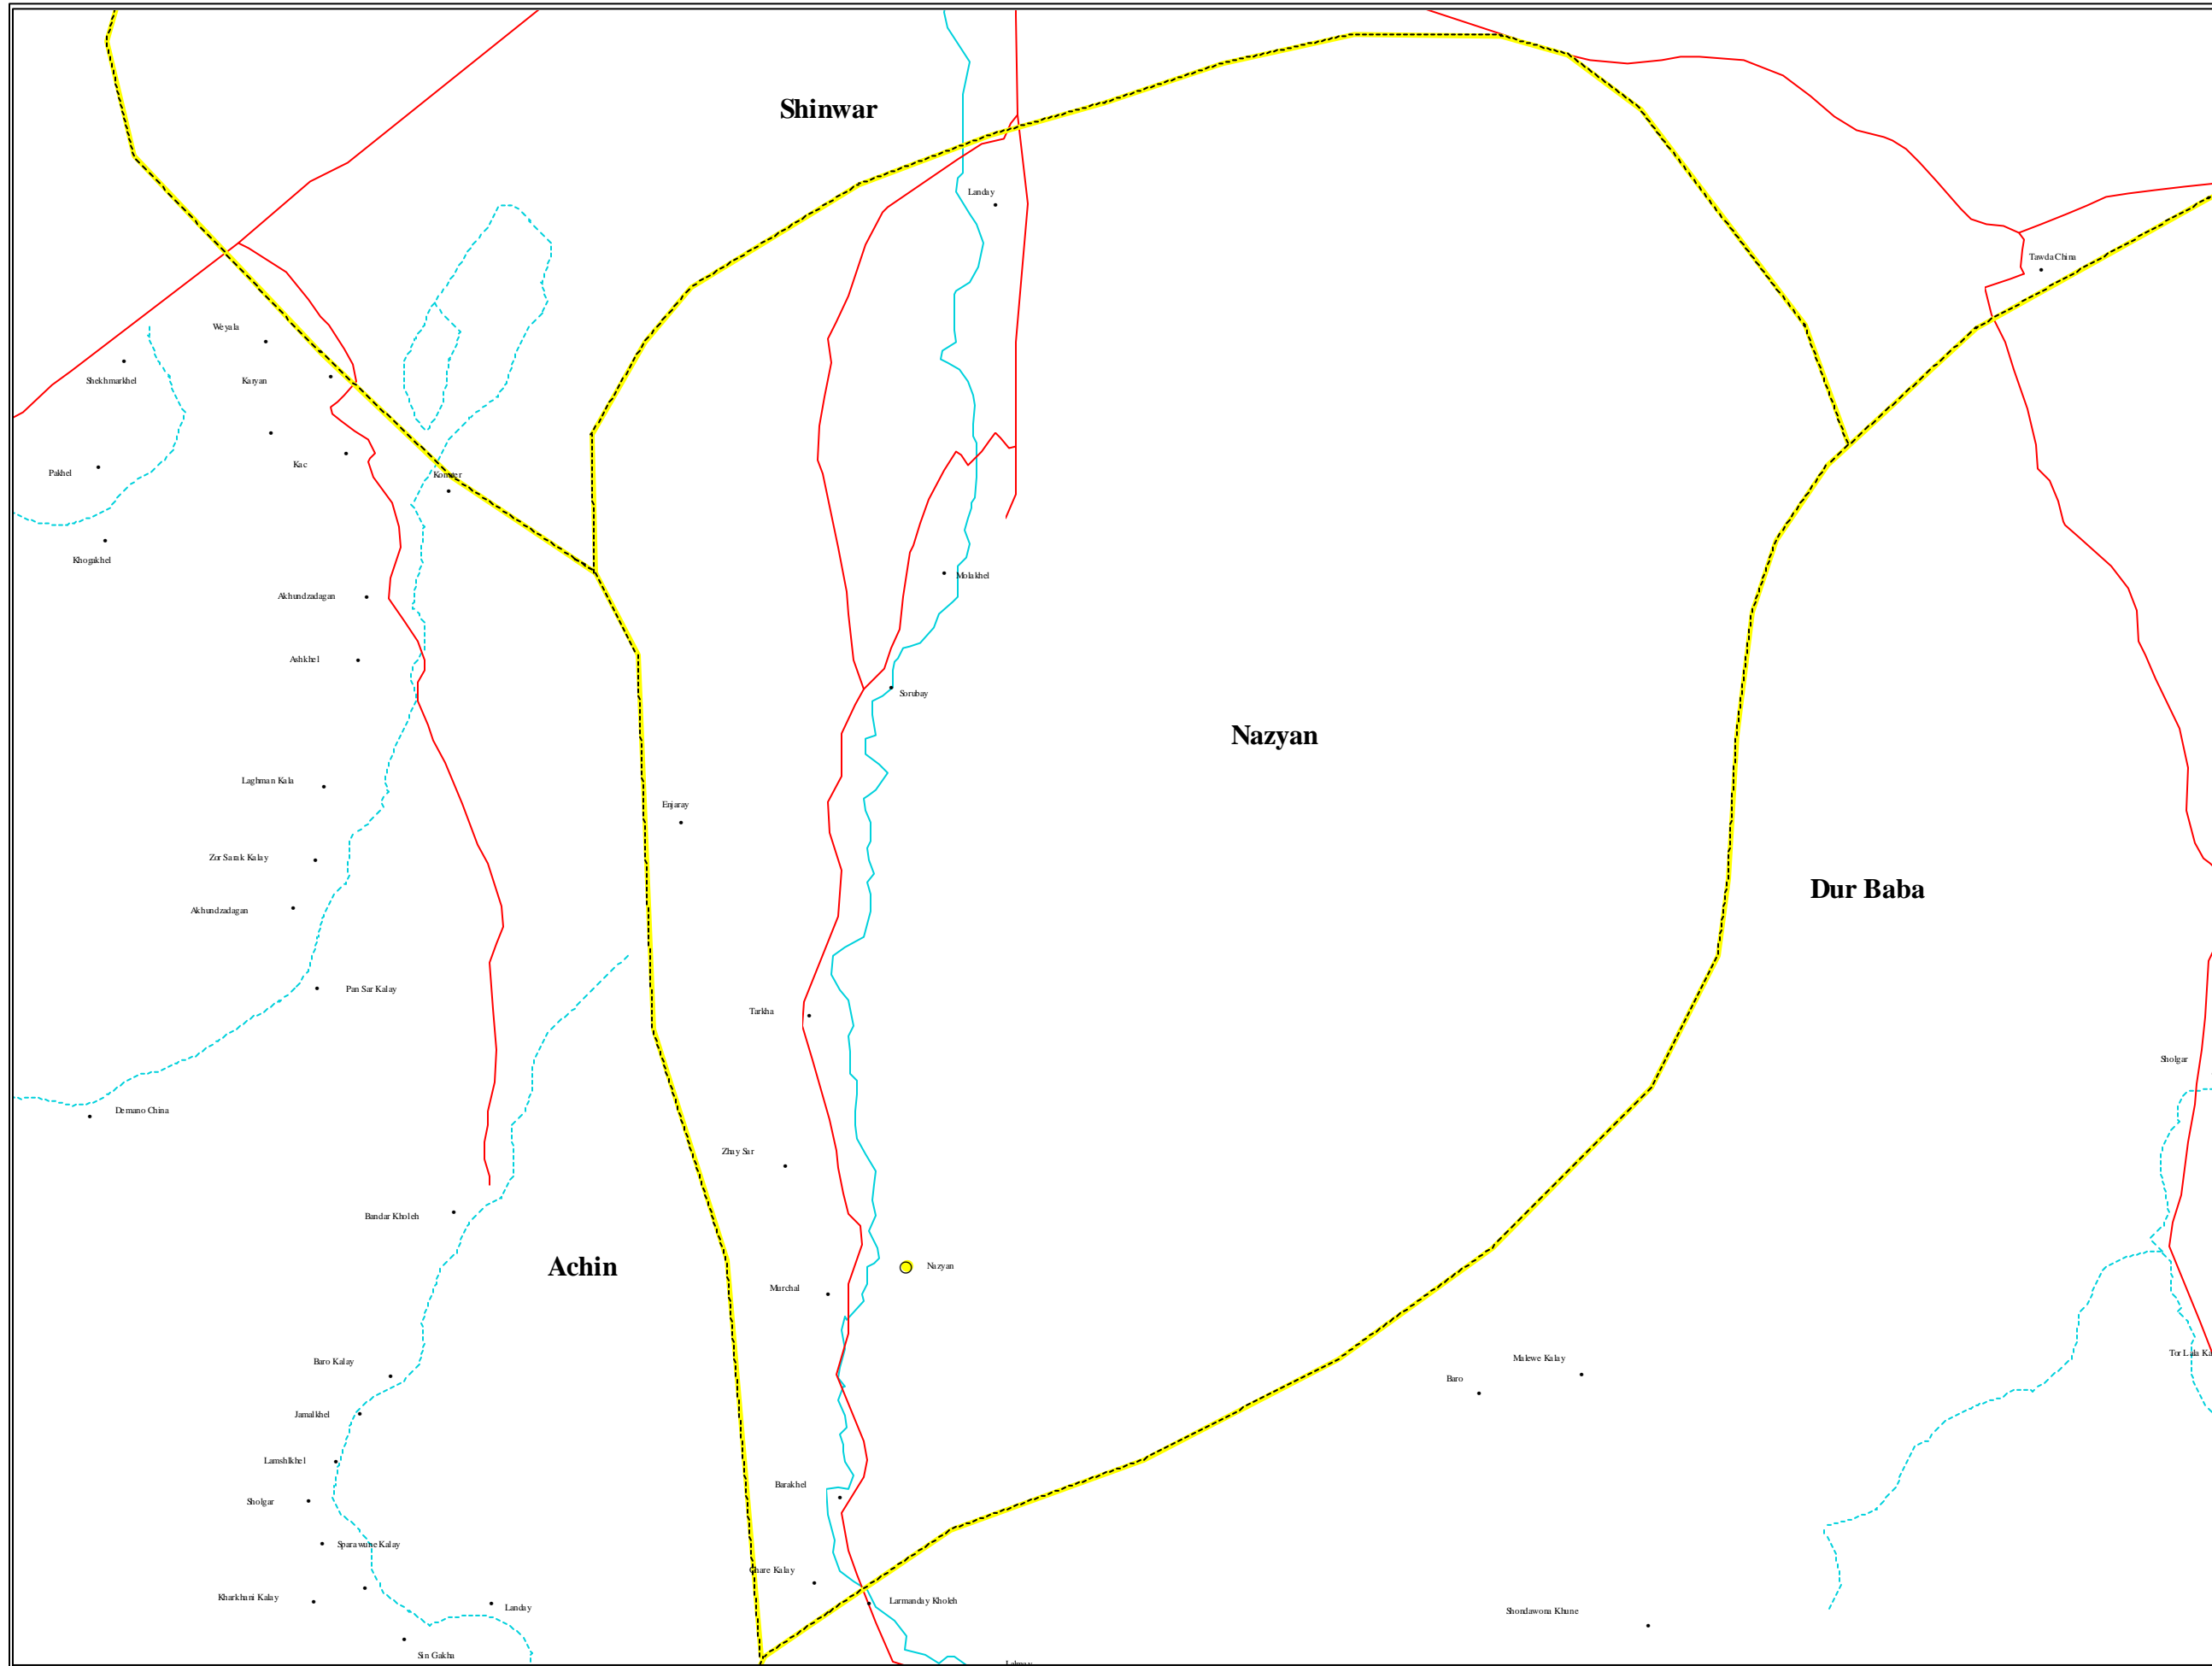 Shinwar
Landay
Tawda China
Weyala
Shekhmarkhel
Karyan
Kac
Pakhel
Khogakhel
Molakhel
Akhundzadagan
Ashkhel
Sorubay
Nazyan
Laghman Kala
Enjaray
Zor Sarak Kalay
Dur Baba
Akhundzadagan
Pan Sar Kalay
Tarkha
Sholgar
Demano China
Zhay Sar
Bandar Kholeh
Achin
Nazyan
Marchal
Baro Kalay
Malewe Kalay
Tor Lala Ka
Baro
Jamalkhel
Lamshlkhel
Barakhel
Sholgar
Sparawune Kalay
Chare Kalay
Kharkhani Kalay
Landay
Larmanday Kholeh
Shondawona Khune
Sin Gakha